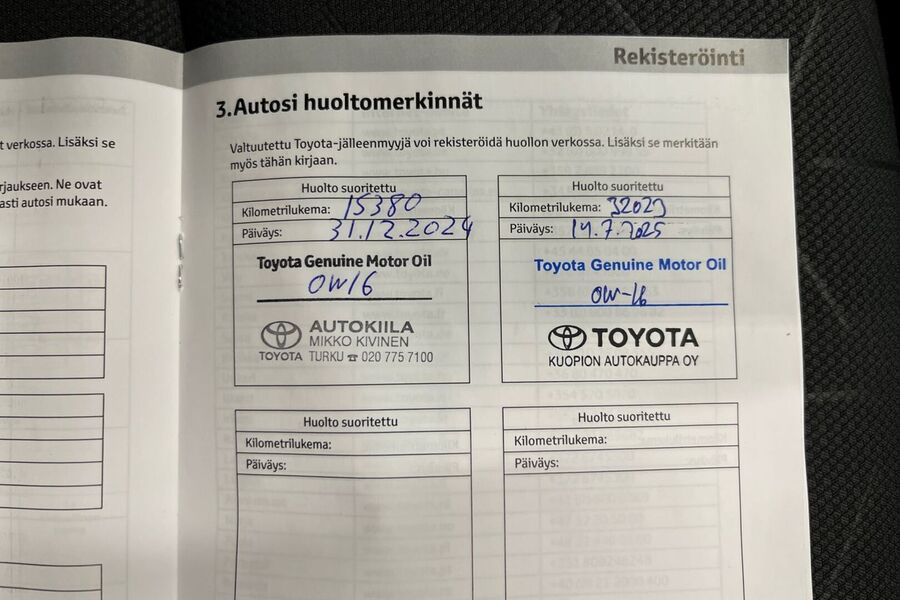 Rekisteröinti
t verkossa. Lisäksi se
rjaukseen. Ne ovat
asti autosi mukaan.
3. Autosi huoltomerkinnät
Valtuutettu Toyota-jälleenmyyjä voi rekisteröidä huollon verkossa. Lisäksi se merkitään
myös tähän kirjaan.
Huolto suoritettu
Kilometrilukema: 15380
Päiväys: 31.12.2024
Toyota Genuine Motor Oil
0W16
TOYOTA
AUTOKIILA
MIKKO KIVINEN
TURKU ☎ 020 775 7100
Huolto suoritettu
Kilometrilukema: 32023
Päiväys: 14.7.2025
Toyota Genuine Motor Oil
0W-16
TOYOTA
KUOPION AUTOKAUPPA OY
Huolto suoritettu
Kilometrilukema:
Päiväys:
Huolto suoritettu
Kilometrilukema:
Päiväys: